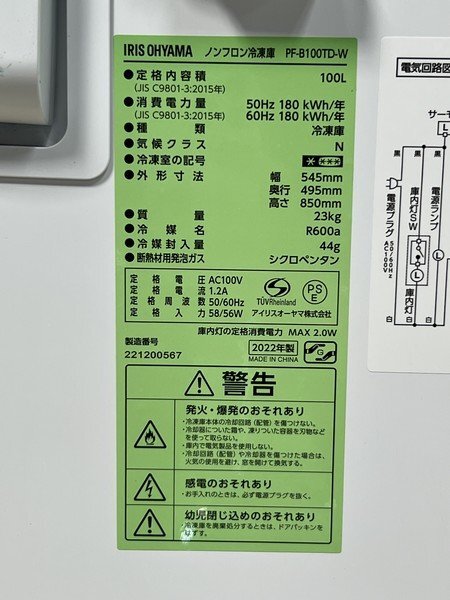 IRIS OHYAMA ノンフロン冷凍庫 PF-B100TD-W
●定格内容積 100L
(JIS C9801-3:2015年)
●消費電力量 50Hz 180 kWh/年
(JIS C9801-3:2015年) 60Hz 180 kWh/年
●種類 冷凍庫
●気候クラス N
●冷凍室の記号 * ***
●外形寸法 幅 545mm
奥行 495mm
高さ 850mm
●質量 23kg
●冷媒名 R600a
●冷媒封入量 44g
●断熱材用発泡ガス シクロペンタン
定格電圧 AC100V
定格電流 1.2A
定格周波数 50/60Hz
定格入力 58/56W
TÜVRheinland
PS
E
アイリスオーヤマ株式会社
庫内灯の定格消費電力 MAX 2.0W
製造番号
221200567
2022年製
MADE IN CHINA
G
警告
発火・爆発のおそれあり
・冷凍庫本体の冷却回路(配管)を傷つけない。
・冷却器についた霜や、凍りついた容器を刃物などを使って取らない。
・庫内で電気製品を使用しない。
・冷却回路(配管)や冷却器を傷つけた場合は、火気の使用を避け、窓を開けて換気する。
感電のおそれあり
・お手入れのときは、必ず電源プラグを抜く。
幼児閉じ込めのおそれあり
・冷凍庫を廃棄処分するときは、ドアパッキンをはずす。
電気回路図
サーモ
L
黒
黒
黒
電源プラグ
50/60Hz
AC100V
庫内灯SW
電源ランプ
L
L
庫内灯
白
白
白